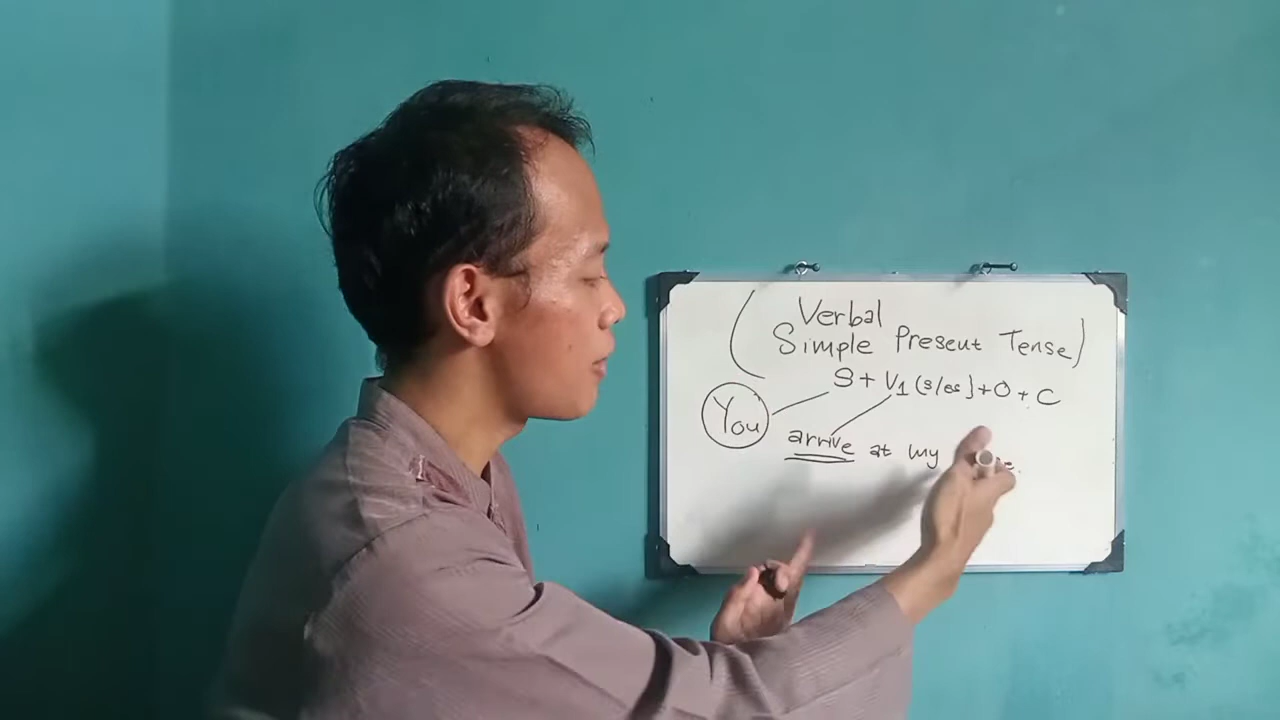 (Verbal
Simple Present Tense)
S + V1 (s/es) + O + C
You
arrive at my